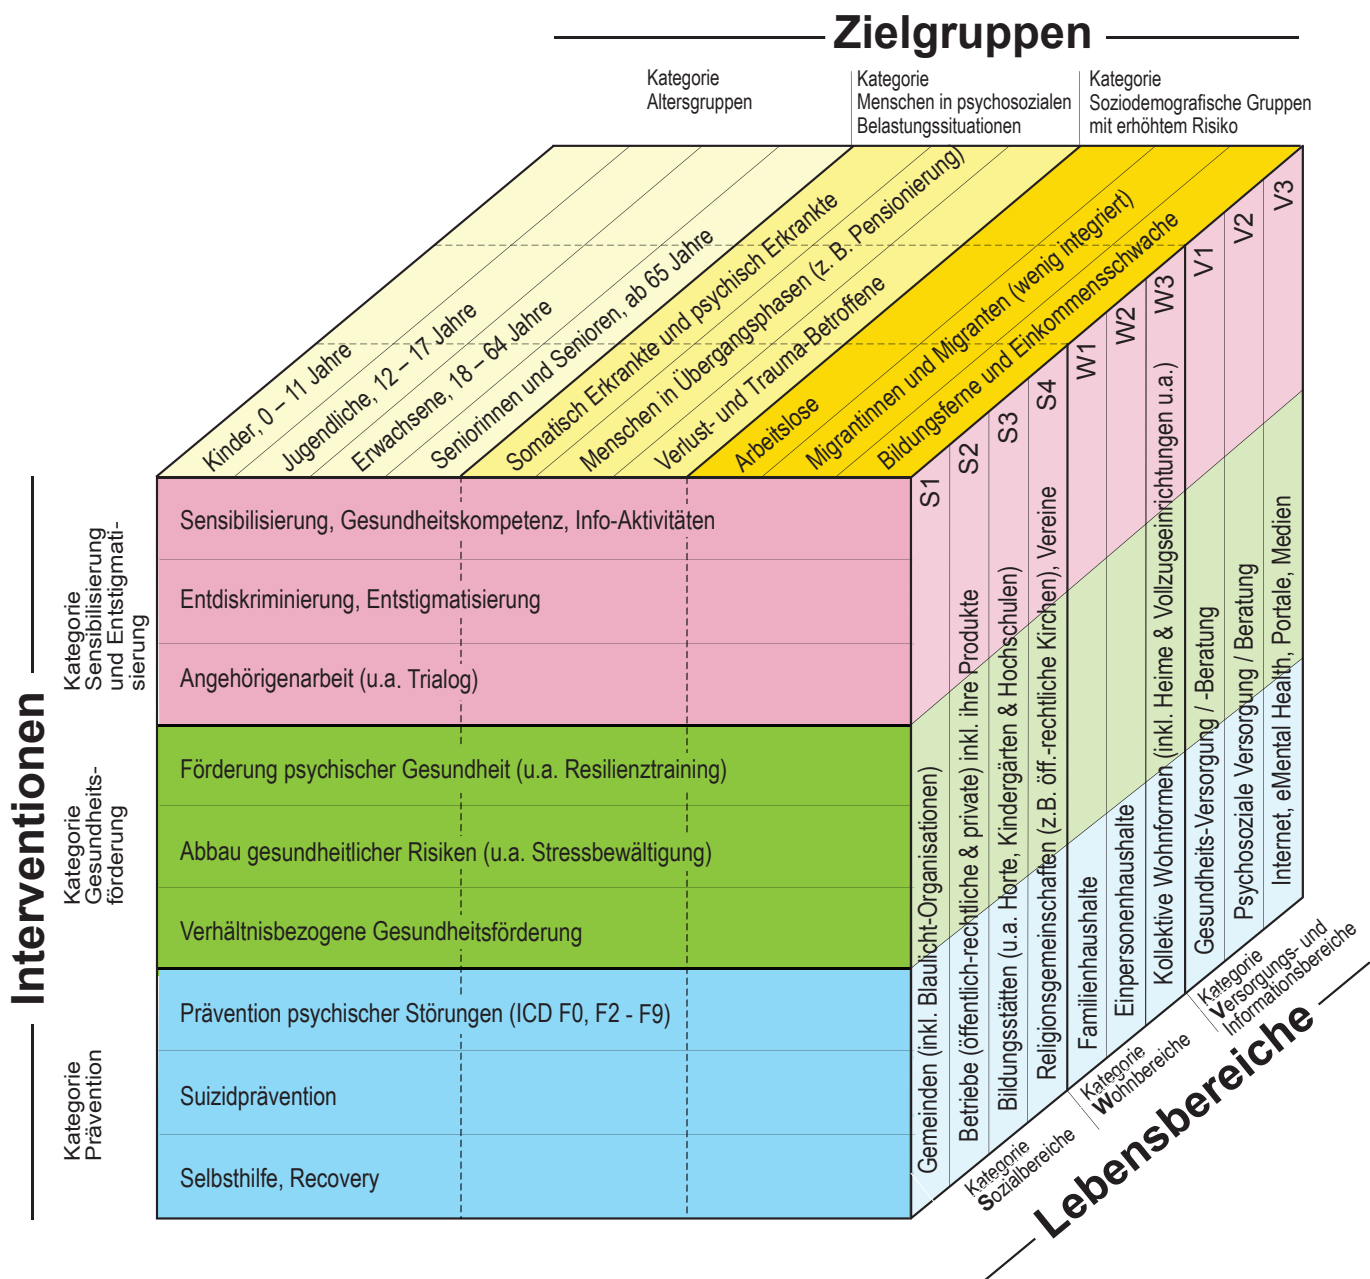 Zielgruppen
Kategorie
Altersgruppen
Kategorie
Menschen in psychosozialen
Belastungssituationen
Kategorie
Soziodemografische Gruppen
mit erhöhtem Risiko
Kinder, 0 – 11 Jahre
Jugendliche, 12 – 17 Jahre
Erwachsene, 18 – 64 Jahre
Seniorinnen und Senioren, ab 65 Jahre
Somatisch Erkrankte und psychisch Erkrankte
Menschen in Übergangsphasen (z. B. Pensionierung)
Verlust- und Trauma-Betroffene
Arbeitslose
Migrantinnen und Migranten (wenig integriert)
Bildungsferne und Einkommensschwache
Interventionen
Kategorie
Sensibilisierung
und Entstigmati-
sierung
Sensibilisierung, Gesundheitskompetenz, Info-Aktivitäten
Entdiskriminierung, Entstigmatisierung
Angehörigenarbeit (u.a. Trialog)
Kategorie
Gesundheits-
förderung
Förderung psychischer Gesundheit (u.a. Resilienztraining)
Abbau gesundheitlicher Risiken (u.a. Stressbewältigung)
Verhältnisbezogene Gesundheitsförderung
Kategorie
Prävention
Prävention psychischer Störungen (ICD F0, F2 - F9)
Suizidprävention
Selbsthilfe, Recovery
S1
Gemeinden (inkl. Blaulicht-Organisationen)
S2
Betriebe (öffentlich-rechtliche & private) inkl. ihre Produkte
S3
Bildungsstätten (u.a. Horte, Kindergärten & Hochschulen)
S4
Religionsgemeinschaften (z.B. öff.-rechtliche Kirchen), Vereine
W1
Familienhaushalte
W2
Einpersonenhaushalte
W3
Kollektive Wohnformen (inkl. Heime & Vollzugseinrichtungen u.a.)
V1
Gesundheits-Versorgung / -Beratung
V2
Psychosoziale Versorgung / Beratung
V3
Internet, eMental Health, Portale, Medien
Kategorie
Sozialbereiche
Kategorie
Wohnbereiche
Kategorie
Versorgungs- und
Informationsbereiche
Lebensbereiche